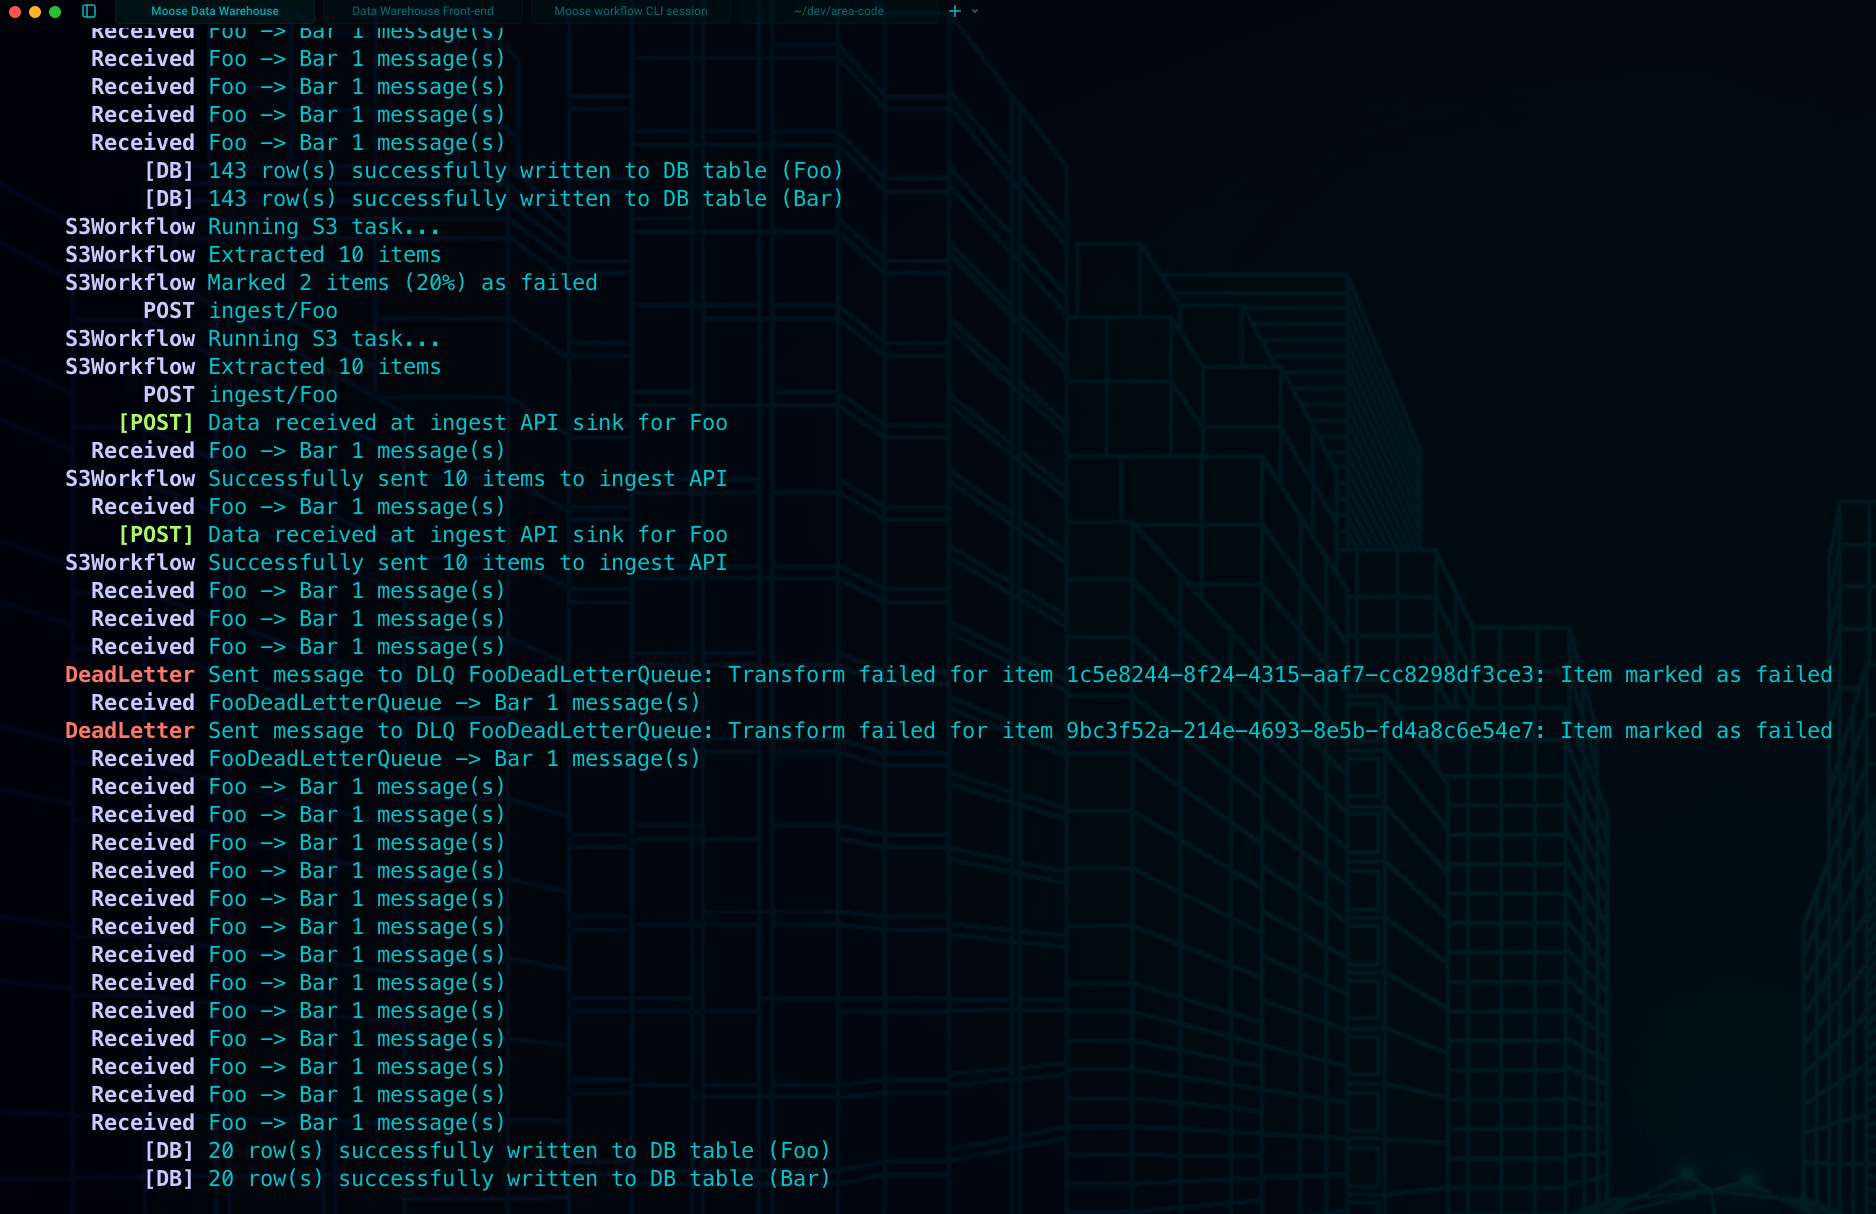 Moose Data Warehouse
Data Warehouse Front-end
Moose workflow CLI session
~/dev/area-code
Received Foo -> Bar 1 message(s)
Received Foo -> Bar 1 message(s)
Received Foo -> Bar 1 message(s)
Received Foo -> Bar 1 message(s)
Received Foo -> Bar 1 message(s)
[DB] 143 row(s) successfully written to DB table (Foo)
[DB] 143 row(s) successfully written to DB table (Bar)
S3Workflow Running S3 task...
S3Workflow Extracted 10 items
S3Workflow Marked 2 items (20%) as failed
POST ingest/Foo
S3Workflow Running S3 task...
S3Workflow Extracted 10 items
POST ingest/Foo
[POST] Data received at ingest API sink for Foo
Received Foo -> Bar 1 message(s)
S3Workflow Successfully sent 10 items to ingest API
Received Foo -> Bar 1 message(s)
[POST] Data received at ingest API sink for Foo
S3Workflow Successfully sent 10 items to ingest API
Received Foo -> Bar 1 message(s)
Received Foo -> Bar 1 message(s)
Received Foo -> Bar 1 message(s)
DeadLetter Sent message to DLQ FooDeadLetterQueue: Transform failed for item 1c5e8244-8f24-4315-aaf7-cc8298df3ce3: Item marked as failed
Received FooDeadLetterQueue -> Bar 1 message(s)
DeadLetter Sent message to DLQ FooDeadLetterQueue: Transform failed for item 9bc3f52a-214e-4693-8e5b-fd4a8c6e54e7: Item marked as failed
Received FooDeadLetterQueue -> Bar 1 message(s)
Received Foo -> Bar 1 message(s)
Received Foo -> Bar 1 message(s)
Received Foo -> Bar 1 message(s)
Received Foo -> Bar 1 message(s)
Received Foo -> Bar 1 message(s)
Received Foo -> Bar 1 message(s)
Received Foo -> Bar 1 message(s)
Received Foo -> Bar 1 message(s)
Received Foo -> Bar 1 message(s)
Received Foo -> Bar 1 message(s)
Received Foo -> Bar 1 message(s)
Received Foo -> Bar 1 message(s)
Received Foo -> Bar 1 message(s)
[DB] 20 row(s) successfully written to DB table (Foo)
[DB] 20 row(s) successfully written to DB table (Bar)